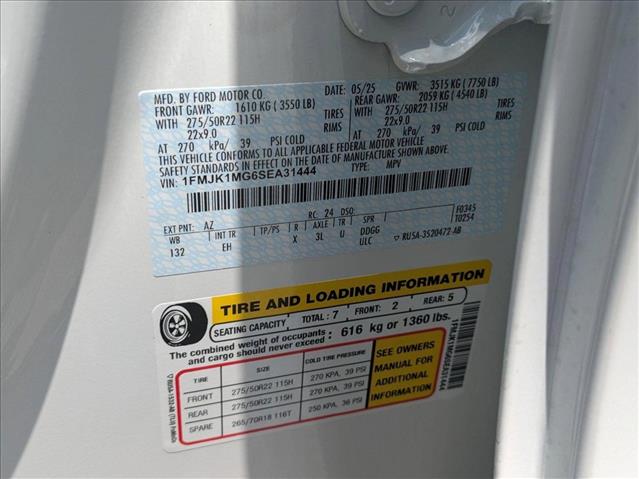 MFD. BY FORD MOTOR CO. DATE: 05/25 GVWR: 3515 KG (7750 LB)
FRONT GAWR: 1610 KG (3550 LB) REAR GAWR: 2059 KG (4540 LB)
WITH 275/50R22 115H TIRES WITH 275/50R22 115H TIRES
22x9.0 RIMS 22x9.0 RIMS
AT 270 kPa/ 39 PSI COLD AT 270 kPa/ 39 PSI COLD
THIS VEHICLE CONFORMS TO ALL APPLICABLE FEDERAL MOTOR VEHICLE
SAFETY STANDARDS IN EFFECT ON THE DATE OF MANUFACTURE SHOWN ABOVE.
VIN: 1FMJK1MG6SEA31444 TYPE: MPV
EXT PNT: AZ RC: 24 DSO: F0345
T0254
WB INT TR TP/PS R AXLE TR SPR
132 EH X 3L U DDGG
ULC ▽ RU5A-3520472-AB
TIRE AND LOADING INFORMATION
SEATING CAPACITY TOTAL: 7 FRONT: 2 REAR: 5
The combined weight of occupants and cargo should never exceed: 616 kg or 1360 lbs.
TIRE SIZE COLD TIRE PRESSURE
FRONT 275/50R22 115H 270 KPA, 39 PSI
REAR 275/50R22 115H 270 KPA, 39 PSI
SPARE 265/70R18 116T 250 KPA, 36 PSI
SEE OWNERS
MANUAL FOR
ADDITIONAL
INFORMATION
1FMJK1MG6SEA31444